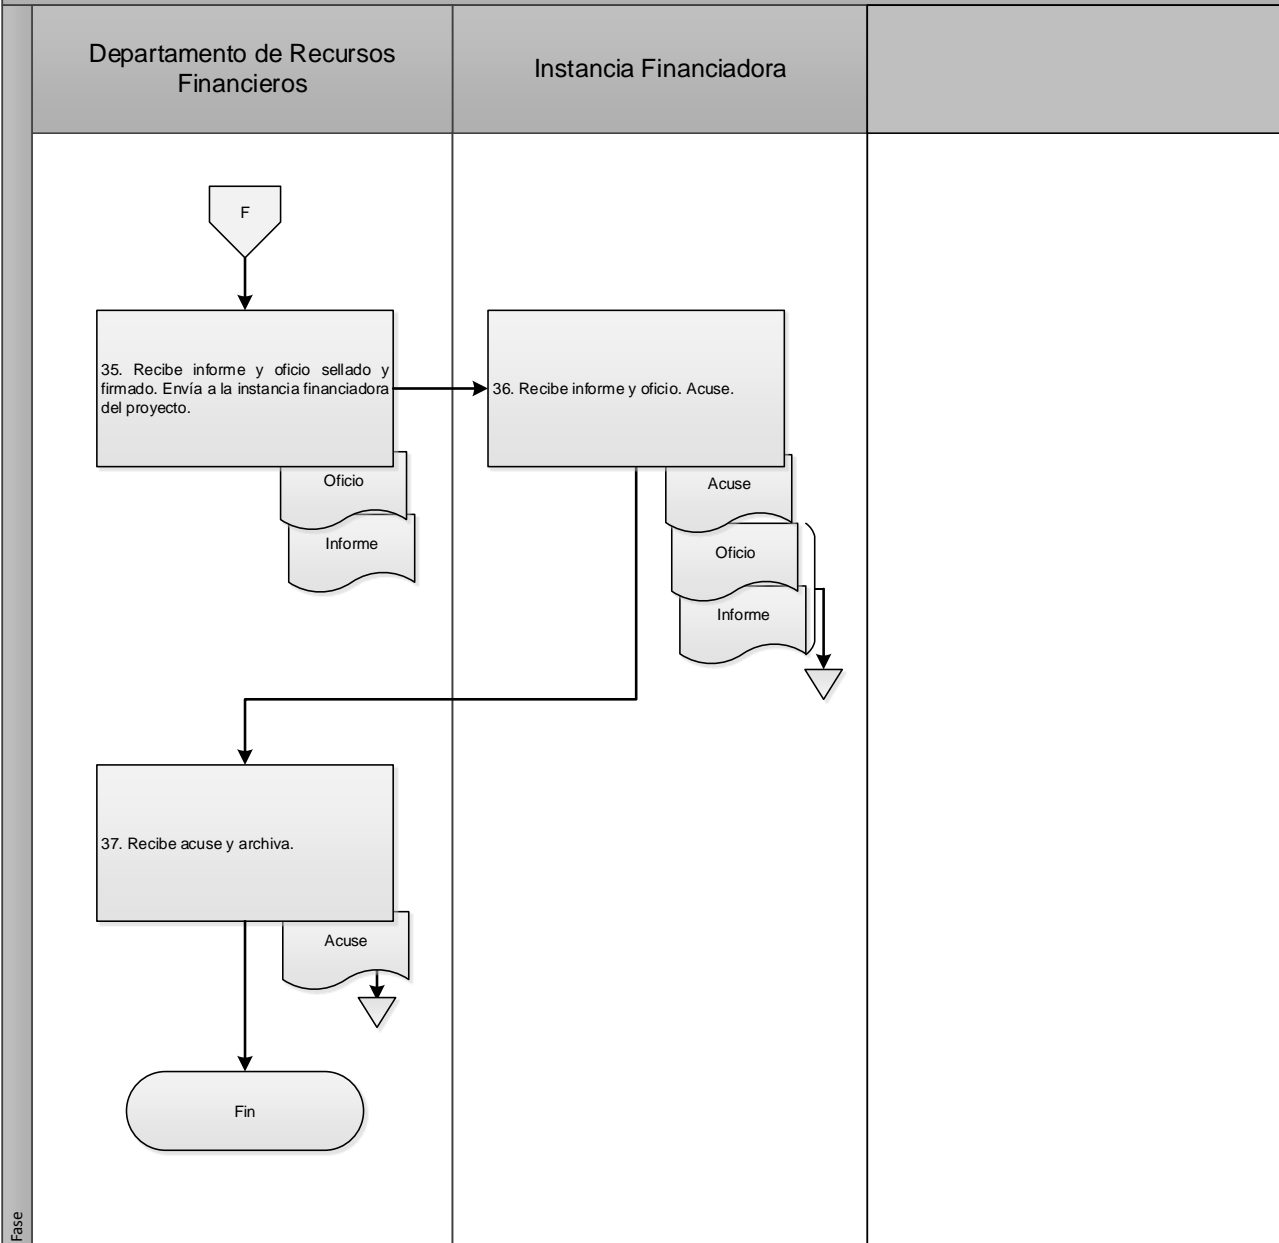 Departamento de Recursos
Financieros
Instancia Financiadora
F
35. Recibe informe y oficio sellado y
firmado. Envía a la instancia financiadora
del proyecto.
36. Recibe informe y oficio. Acuse.
Oficio
Informe
Acuse
Oficio
Informe
37. Recibe acuse y archiva.
Acuse
Fin
Fase